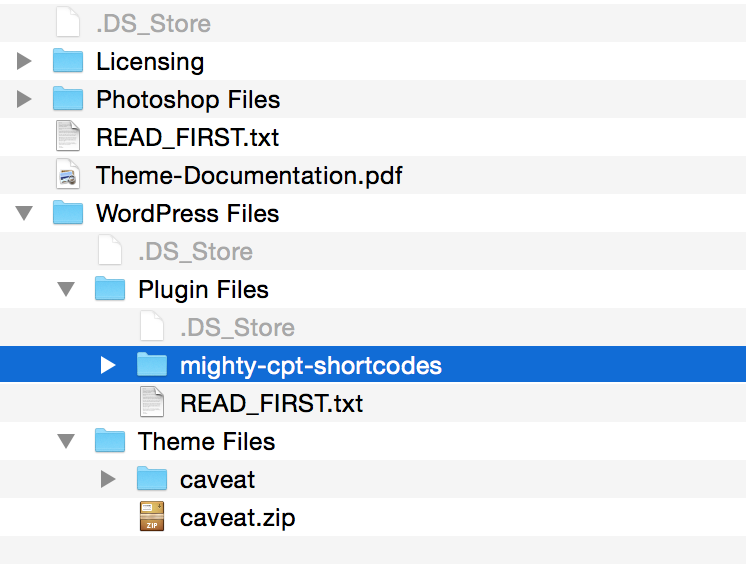 .DS_Store
Licensing
Photoshop Files
READ_FIRST.txt
Theme-Documentation.pdf
WordPress Files
.DS_Store
Plugin Files
.DS_Store
mighty-cpt-shortcodes
READ_FIRST.txt
Theme Files
caveat
ZIP
caveat.zip